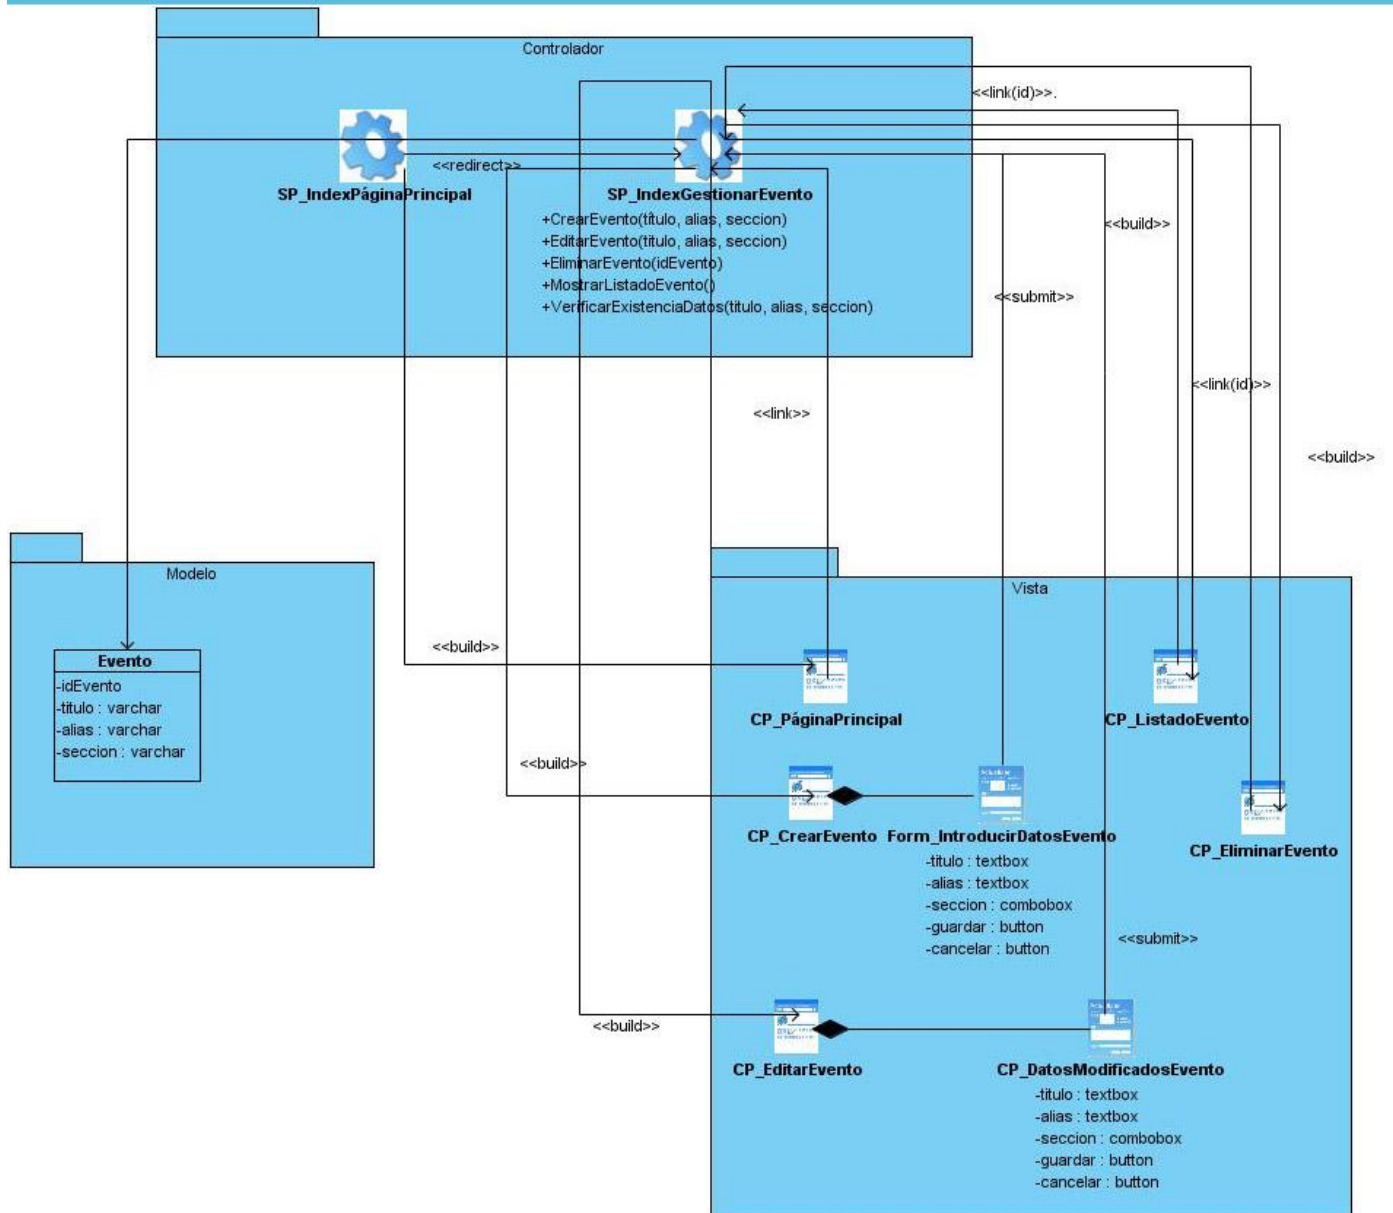 Controlador
<<link(id)>>.
<<redirect>>
SP_IndexPáginaPrincipal
SP_IndexGestionarEvento
+CrearEvento(título, alias, seccion)
+EditarEvento(titulo, alias, seccion)
+EliminarEvento(idEvento)
+MostrarListadoEvento()
+VerificarExistenciaDatos(titulo, alias, seccion)
<<build>>
<<submit>>
<<link(id)>>
<<link>>
<<build>>
Modelo
Evento
-idEvento
-titulo : varchar
-alias : varchar
-seccion : varchar
Vista
<<build>>
CP_PáginaPrincipal
CP_ListadoEvento
<<build>>
CP_CrearEvento
Form_IntroducirDatosEvento
-titulo : textbox
-alias : textbox
-seccion : combobox
-guardar : button
-cancelar : button
CP_EliminarEvento
<<submit>>
<<build>>
CP_EditarEvento
CP_DatosModificadosEvento
-titulo : textbox
-alias : textbox
-seccion : combobox
-guardar : button
-cancelar : button